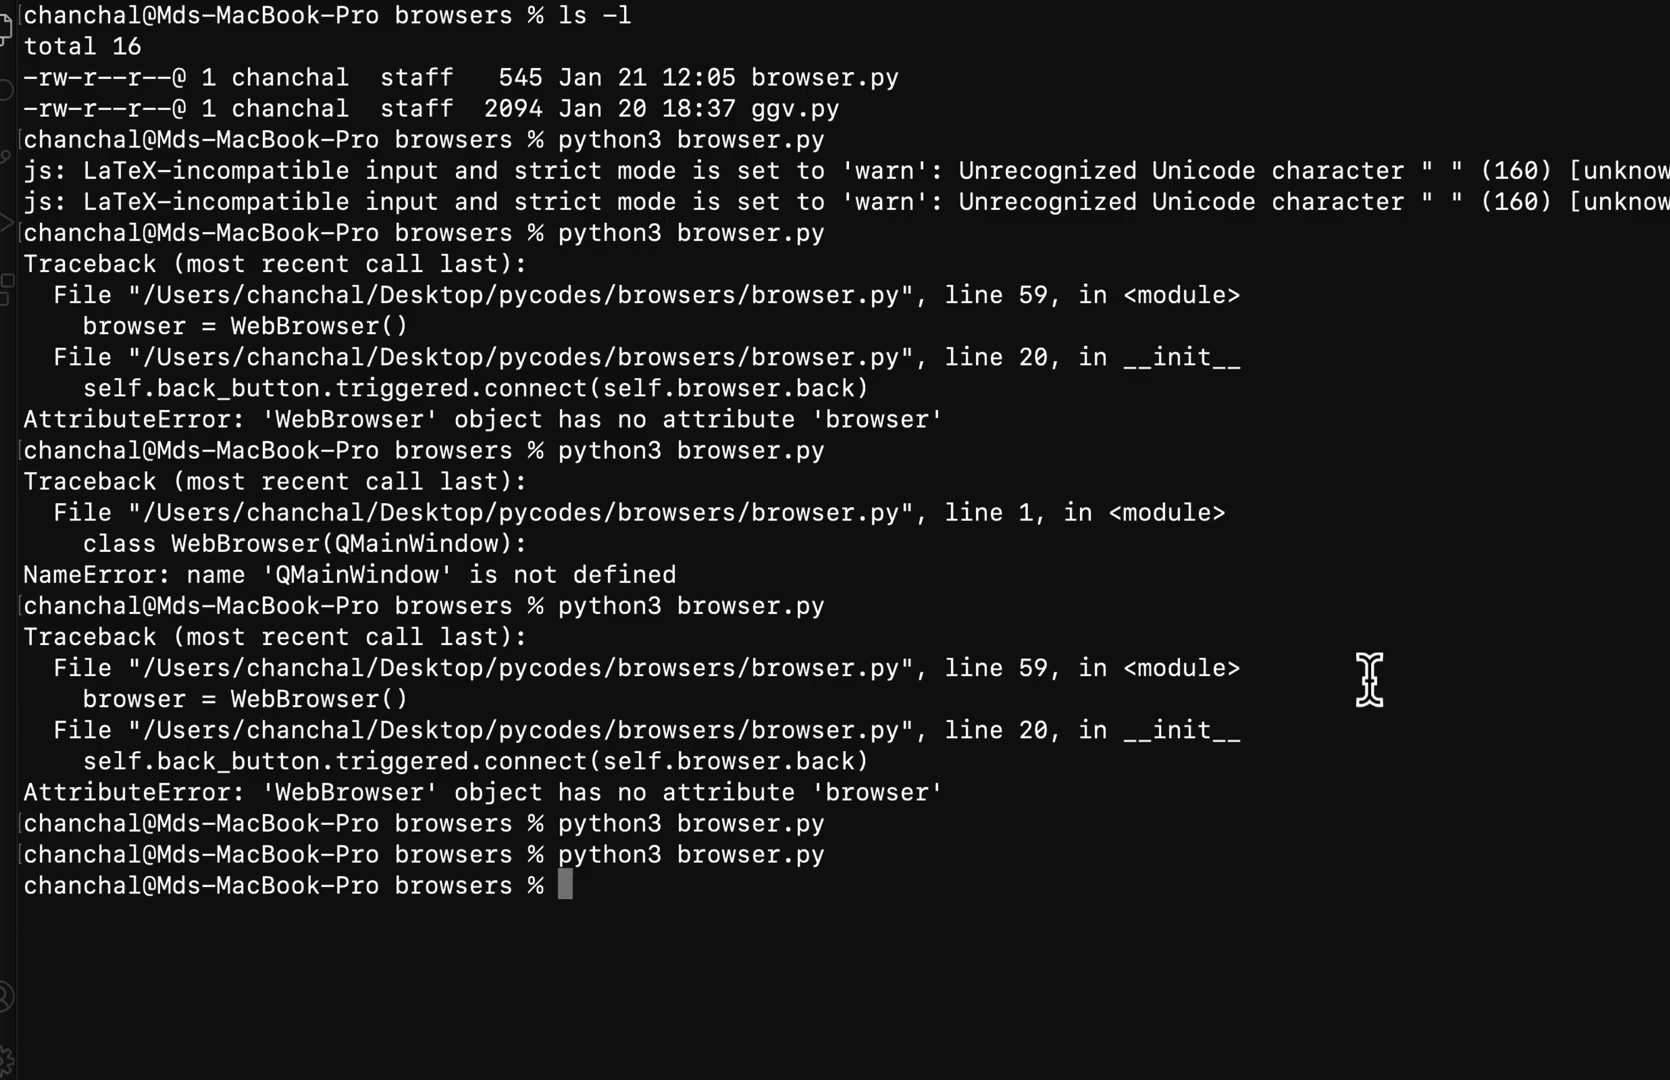 chanchal@Mds-MacBook-Pro browsers % ls -l
total 16
-rw-r--r--@ 1 chanchal  staff   545 Jan 21 12:05 browser.py
-rw-r--r--@ 1 chanchal  staff  2094 Jan 20 18:37 ggv.py
chanchal@Mds-MacBook-Pro browsers % python3 browser.py
js: LaTeX-incompatible input and strict mode is set to 'warn': Unrecognized Unicode character " " (160) [unknow
js: LaTeX-incompatible input and strict mode is set to 'warn': Unrecognized Unicode character " " (160) [unknow
chanchal@Mds-MacBook-Pro browsers % python3 browser.py
Traceback (most recent call last):
  File "/Users/chanchal/Desktop/pycodes/browsers/browser.py", line 59, in <module>
    browser = WebBrowser()
  File "/Users/chanchal/Desktop/pycodes/browsers/browser.py", line 20, in __init__
    self.back_button.triggered.connect(self.browser.back)
AttributeError: 'WebBrowser' object has no attribute 'browser'
chanchal@Mds-MacBook-Pro browsers % python3 browser.py
Traceback (most recent call last):
  File "/Users/chanchal/Desktop/pycodes/browsers/browser.py", line 1, in <module>
    class WebBrowser(QMainWindow):
NameError: name 'QMainWindow' is not defined
chanchal@Mds-MacBook-Pro browsers % python3 browser.py
Traceback (most recent call last):
  File "/Users/chanchal/Desktop/pycodes/browsers/browser.py", line 59, in <module>
    browser = WebBrowser()
  File "/Users/chanchal/Desktop/pycodes/browsers/browser.py", line 20, in __init__
    self.back_button.triggered.connect(self.browser.back)
AttributeError: 'WebBrowser' object has no attribute 'browser'
chanchal@Mds-MacBook-Pro browsers % python3 browser.py
chanchal@Mds-MacBook-Pro browsers % python3 browser.py
chanchal@Mds-MacBook-Pro browsers %